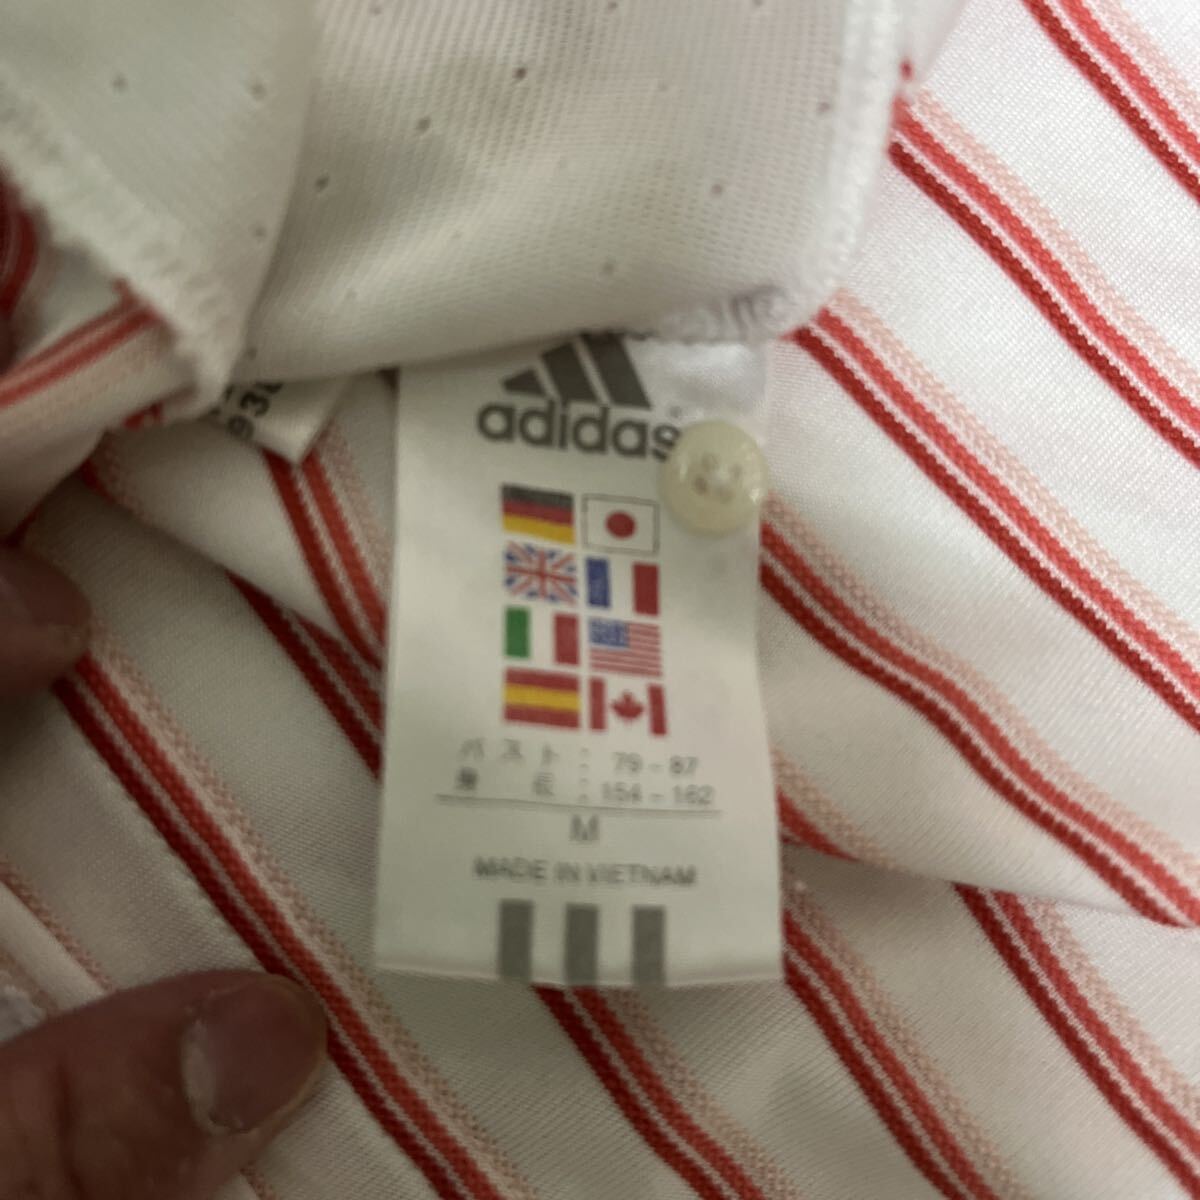 adidas
バスト : 79 - 87
身 長 : 154 - 162
M
MADE IN VIETNAM